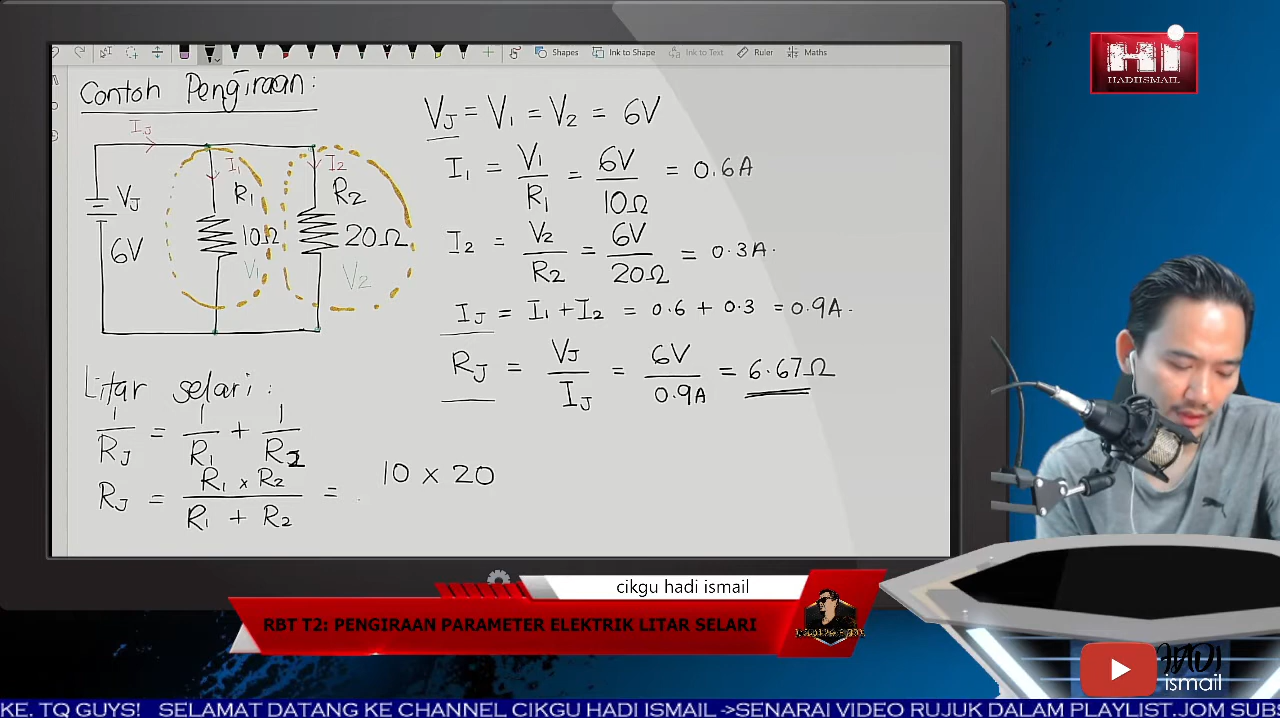 Shapes Ink to Shape Ink to Text Ruler Maths
Contoh Pengiraan:
IJ
I1 I2
VJ R1 R2
6V 10Ω 20Ω
V1 V2
VJ = V1 = V2 = 6V
I1 = V1/R1 = 6V/10Ω = 0.6A
I2 = V2/R2 = 6V/20Ω = 0.3A.
IJ = I1 + I2 = 0.6 + 0.3 = 0.9A.
RJ = VJ/IJ = 6V/0.9A = 6.67Ω
Litar selari:
1/RJ = 1/R1 + 1/R2
RJ = R1 x R2 / R1 + R2 = 10 x 20
Hi
HADIISMAIL
cikgu hadi ismail
RBT T2: PENGIRAAN PARAMETER ELEKTRIK LITAR SELARI
HADI
ismail
KE. TQ GUYS! SELAMAT DATANG KE CHANNEL CIKGU HADI ISMAIL ->SENARAI VIDEO RUJUK DALAM PLAYLIST.JOM SUBS